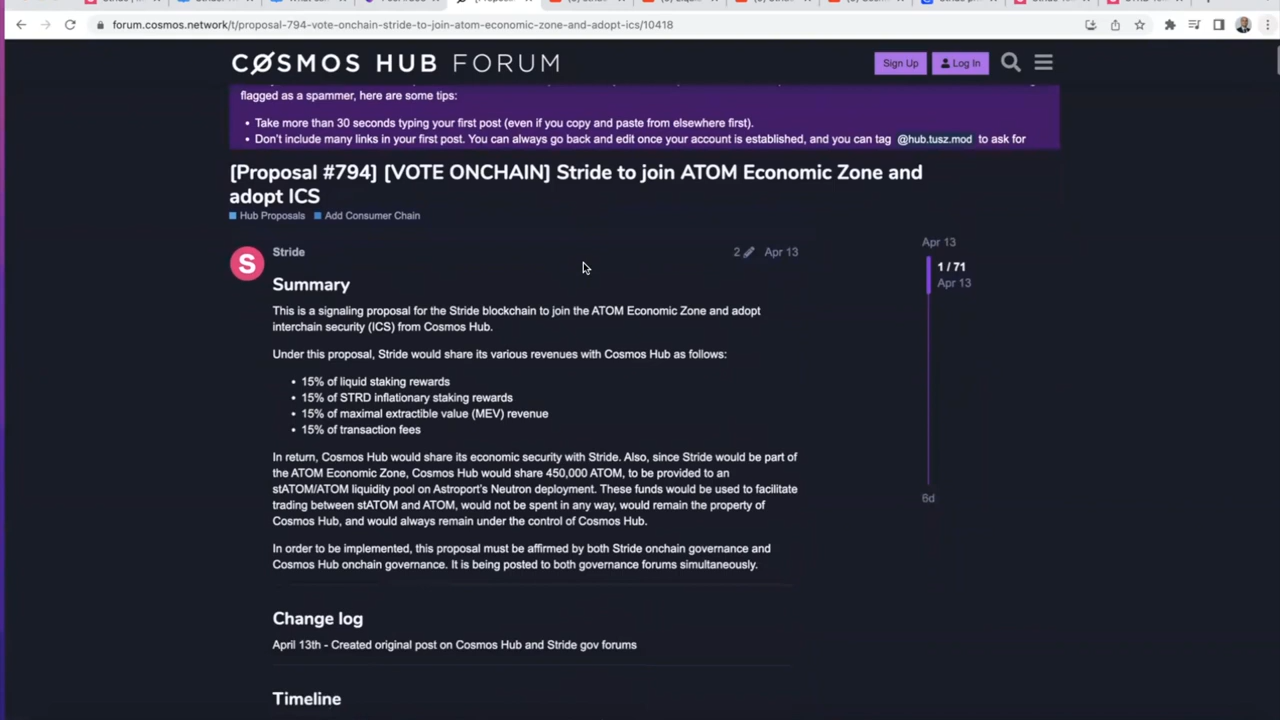 forum.cosmos.network/t/proposal-794-vote-onchain-stride-to-join-atom-economic-zone-and-adopt-ics/10418
COSMOS HUB FORUM
Sign Up
Log In
flagged as a spammer, here are some tips:
• Take more than 30 seconds typing your first post (even if you copy and paste from elsewhere first).
• Don't include many links in your first post. You can always go back and edit once your account is established, and you can tag @hub.tusz.mod to ask for
[Proposal #794] [VOTE ONCHAIN] Stride to join ATOM Economic Zone and
adopt ICS
Hub Proposals Add Consumer Chain
S
Stride
2 Apr 13
Apr 13
1 / 71
Apr 13
6d
Summary
This is a signaling proposal for the Stride blockchain to join the ATOM Economic Zone and adopt
interchain security (ICS) from Cosmos Hub.
Under this proposal, Stride would share its various revenues with Cosmos Hub as follows:
• 15% of liquid staking rewards
• 15% of STRD inflationary staking rewards
• 15% of maximal extractible value (MEV) revenue
• 15% of transaction fees
In return, Cosmos Hub would share its economic security with Stride. Also, since Stride would be part of
the ATOM Economic Zone, Cosmos Hub would share 450,000 ATOM, to be provided to an
stATOM/ATOM liquidity pool on Astroport's Neutron deployment. These funds would be used to facilitate
trading between stATOM and ATOM, would not be spent in any way, would remain the property of
Cosmos Hub, and would always remain under the control of Cosmos Hub.
In order to be implemented, this proposal must be affirmed by both Stride onchain governance and
Cosmos Hub onchain governance. It is being posted to both governance forums simultaneously.
Change log
April 13th - Created original post on Cosmos Hub and Stride gov forums
Timeline